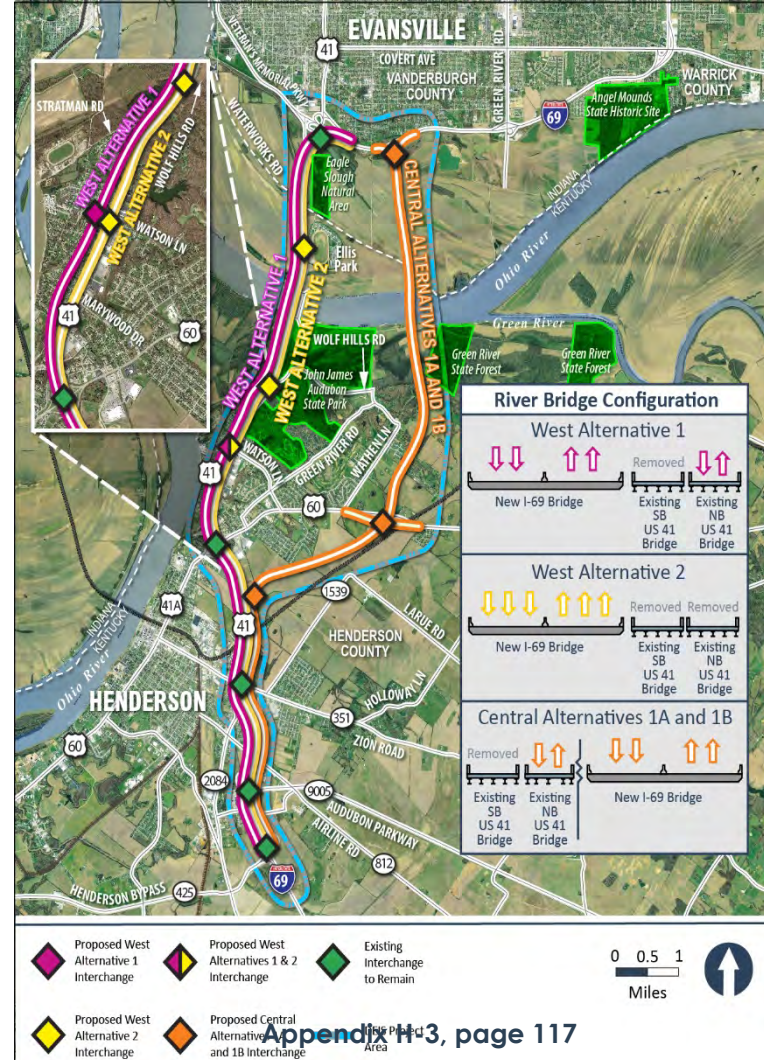 EVANSVILLE
VETERAN'S MEMORIAL PKWY
41
COVERT AVE
VANDERBURGH
COUNTY
GREEN RIVER RD
WARRICK
COUNTY
69
Angel Mounds
State Historic Site
WATERWORKS RD
STRATMAN RD
WEST ALTERNATIVE 1
WEST ALTERNATIVE 2
WOLF HILLS RD
WATSON LN
41
MARYWOOD DR
60
Eagle
Slough
Natural
Area
INDIANA
KENTUCKY
Ohio River
Ellis
Park
CENTRAL ALTERNATIVES 1A AND 1B
WEST ALTERNATIVE 1
WEST ALTERNATIVE 2
Green River
WOLF HILLS RD
John James
Audubon
State Park
Green River
State Forest
Green River
State Forest
41
WATSON LN
GREEN RIVER RD
WATHEN LN
60
River Bridge Configuration
West Alternative 1
Removed
New I-69 Bridge
Existing
SB
US 41
Bridge
Existing
NB
US 41
Bridge
West Alternative 2
Removed Removed
New I-69 Bridge
Existing
SB
US 41
Bridge
Existing
NB
US 41
Bridge
Central Alternatives 1A and 1B
Removed
Existing
SB
US 41
Bridge
Existing
NB
US 41
Bridge
New I-69 Bridge
41A
1539
41
LARUE RD
INDIANA
KENTUCKY
Ohio River
HENDERSON
COUNTY
HOLLOWAY LN
HENDERSON
351
ZION ROAD
60
2084
9005
AUDUBON PARKWAY
AIRLINE RD
812
69
HENDERSON BYPASS
425
Proposed West
Alternative 1
Interchange
Proposed West
Alternatives 1 & 2
Interchange
Existing
Interchange
to Remain
0 0.5 1
Miles
Proposed West
Alternative 2
Interchange
Proposed Central
and 1B Interchange
Area
Appendix H-3, page 117